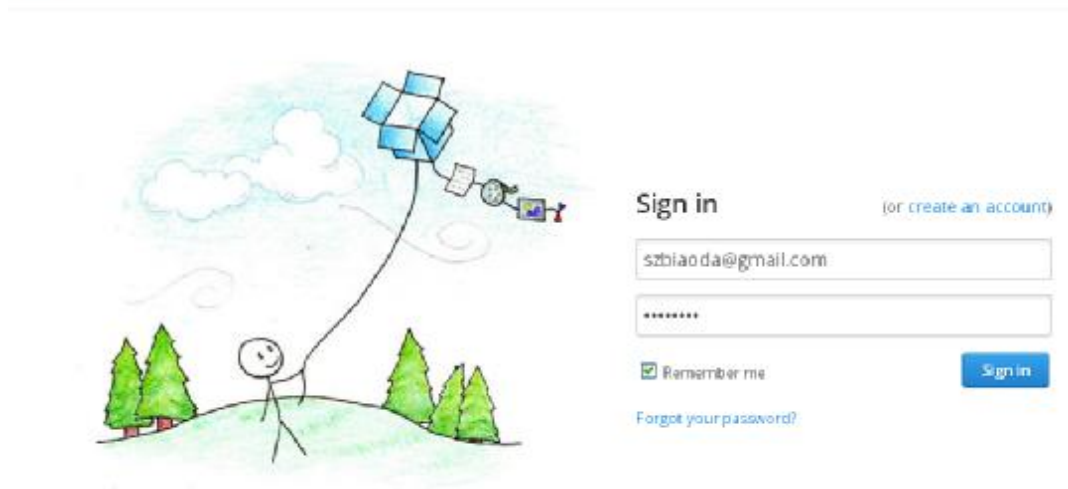 Sign in
(or create an account)
szbiaoda@gmail.com
••••••••
Remember me
Sign in
Forgot your password?